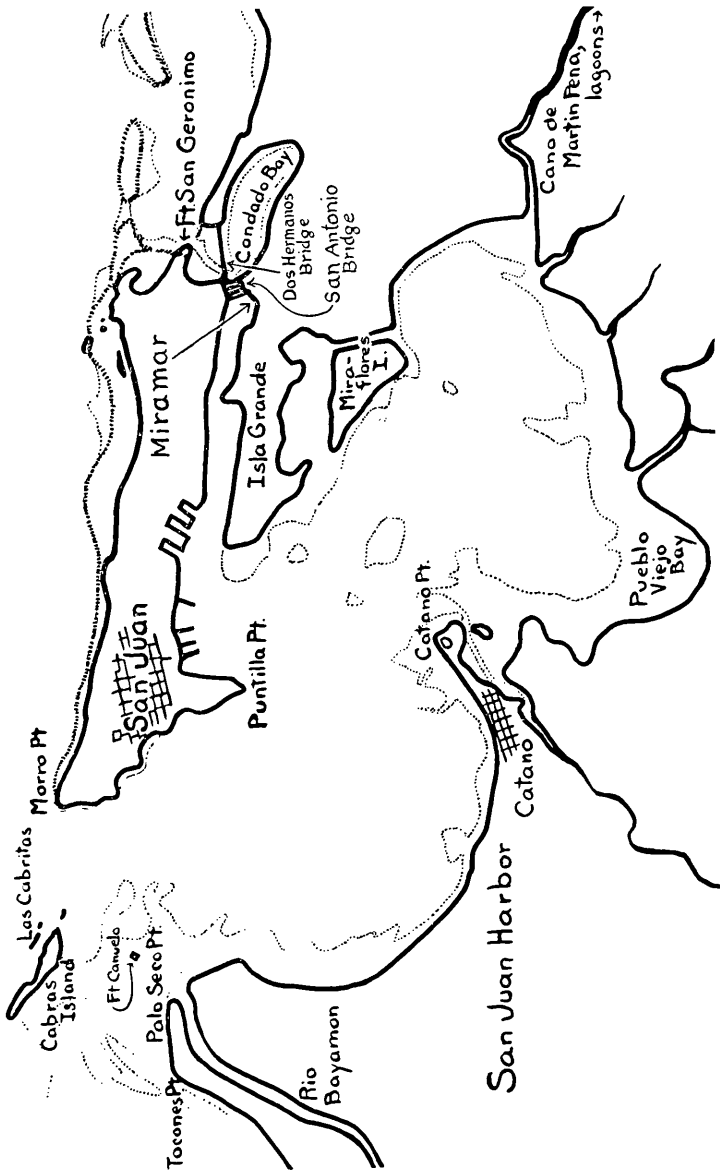 Las Cabritas
Morro Pt
Cabras
Island
Ft Canuelo
San Juan
Palo Seco Pt.
Miramar
Tocones Pt
←Ft San Geronimo
Condado Bay
Puntilla Pt.
Isla Grande
Dos Hermanos
Bridge
San Antonio
Bridge
Rio
Bayamon
Mira-
flores
I.
Catano Pt.
San Juan Harbor
Catano
Cano de
Martin Pena,
lagoons→
Pueblo
Viejo
Bay